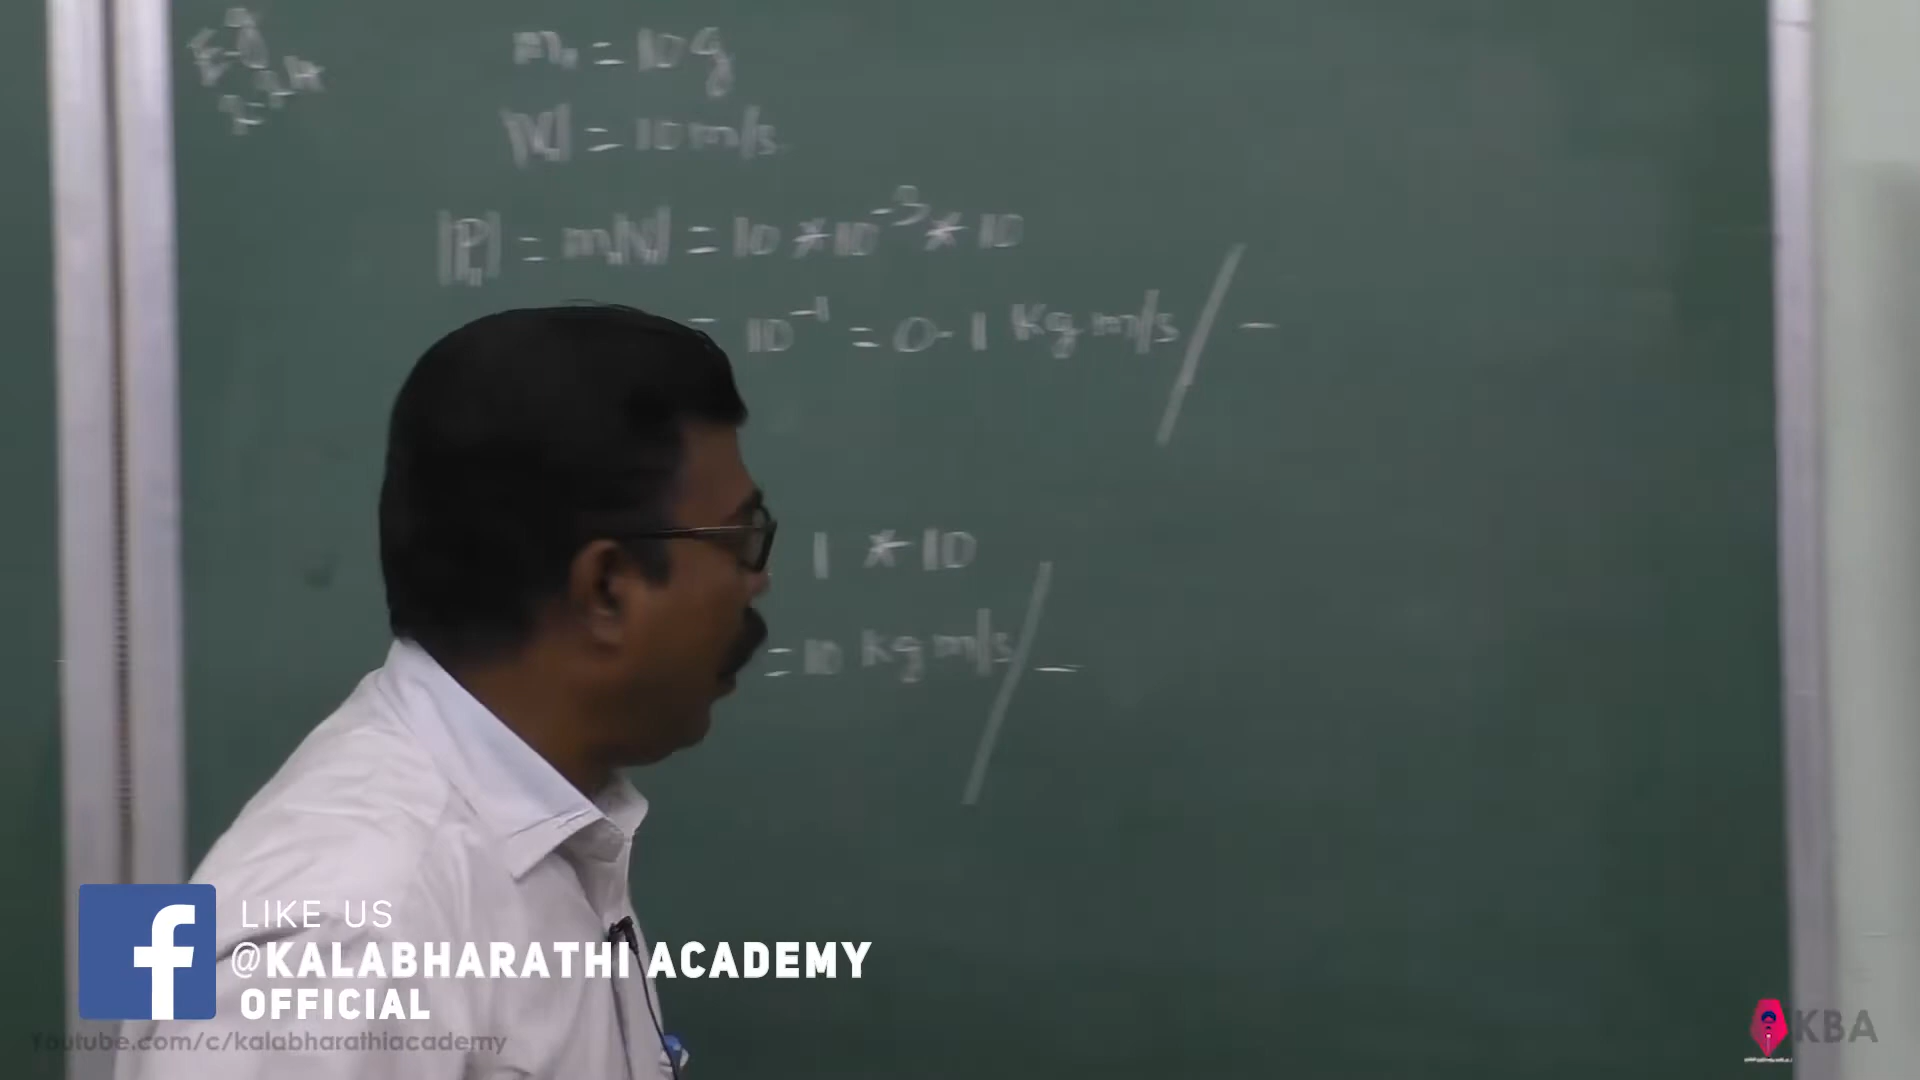 m₁ = 10 g
|V₁| = 10 m/s
|P₁| = m₁|V₁| = 10 * 10⁻³ * 10
= 10⁻¹ = 0.1 Kg m/s
1 * 10
= 10 Kg m/s
LIKE US
@KALABHARATHI ACADEMY
OFFICIAL
Youtube.com/c/kalabharathiacademy
KBA